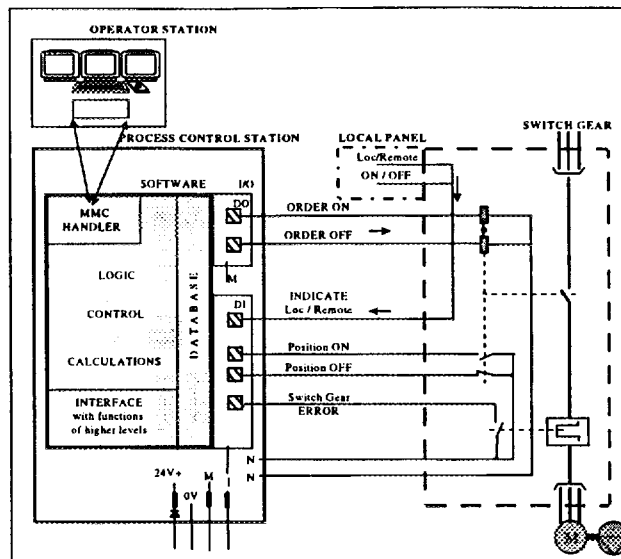 OPERATOR STATION
PROCESS CONTROL STATION
LOCAL PANEL
SWITCH GEAR
Loc/Remote
ON / OFF
SOFTWARE
I/O
DO
MMC
HANDLER
ORDER ON
ORDER OFF
M
LOGIC
CONTROL
CALCULATIONS
DATABASE
DI
INDICATE
Loc / Remote
Position ON
Position OFF
Switch Gear
ERROR
INTERFACE
with functions
of higher levels
N
N
24V+
0V
M
M